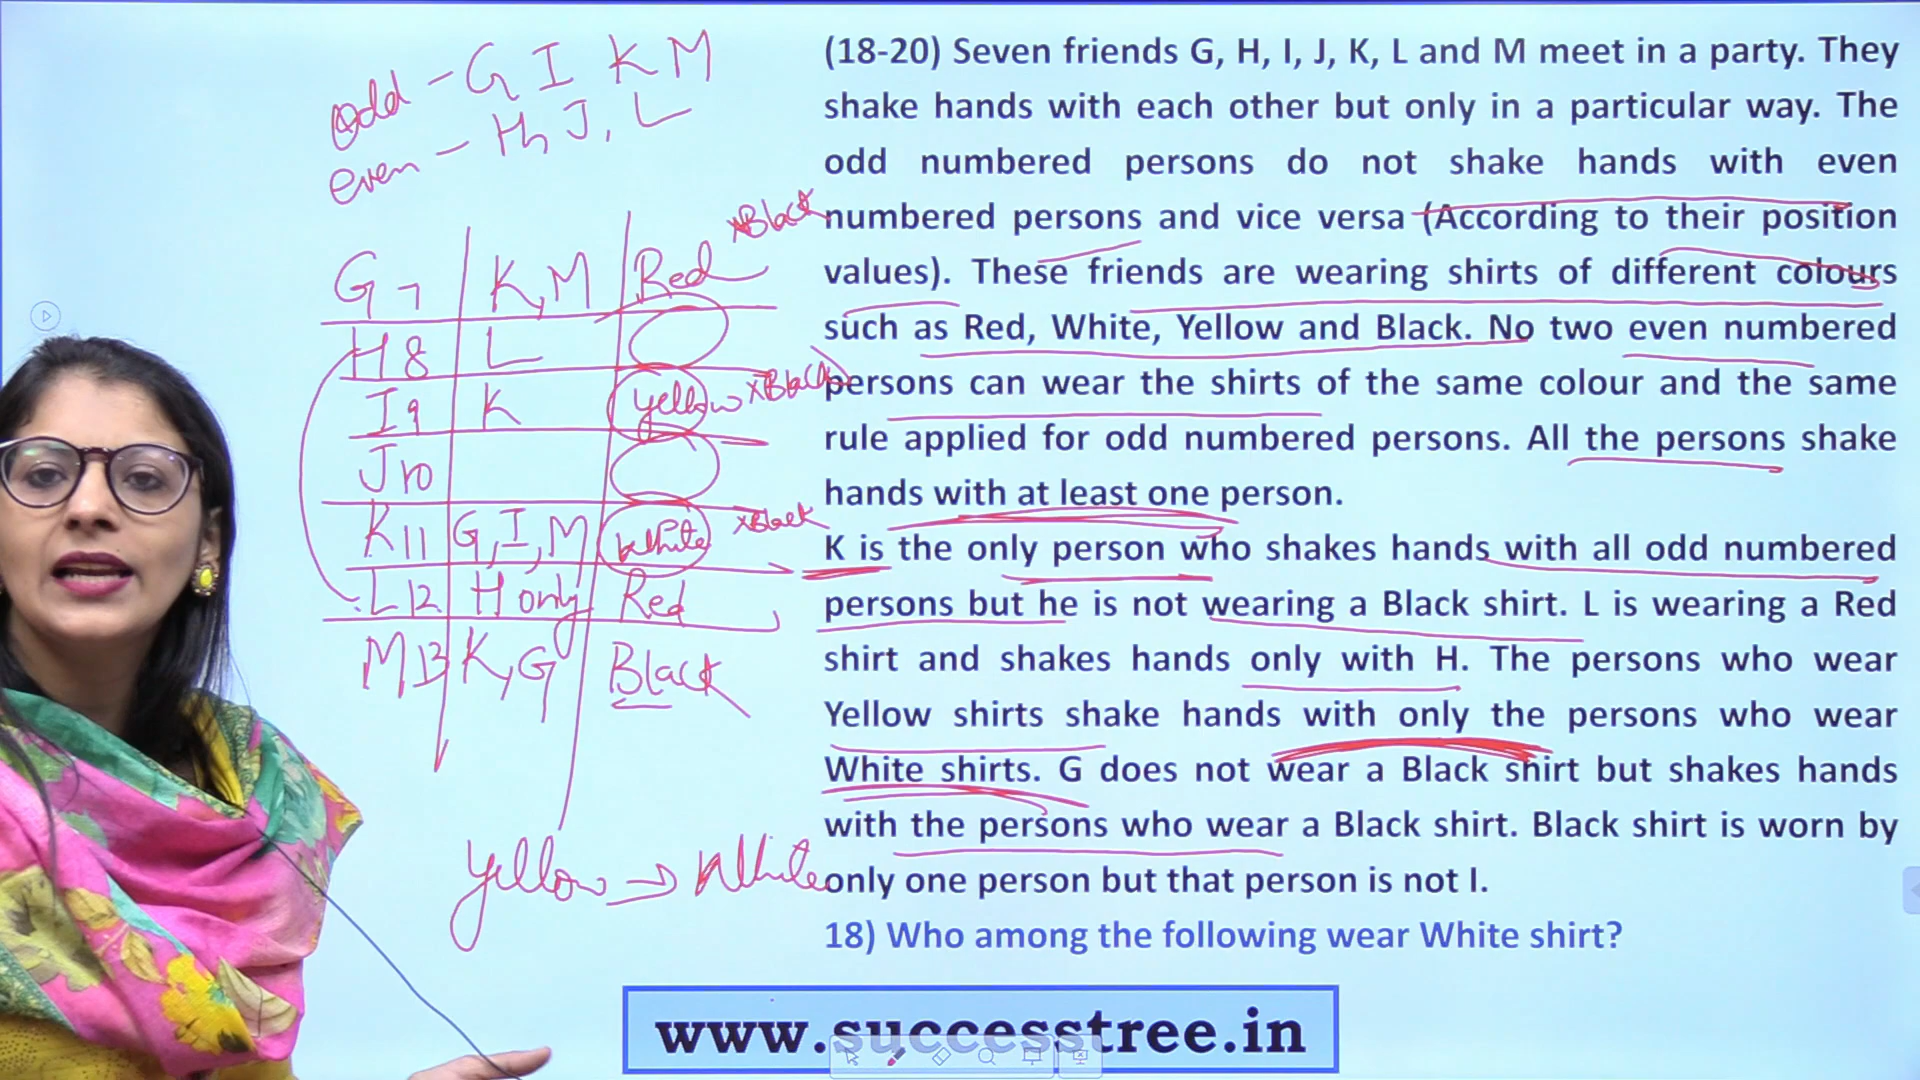 odd - G I K M
even - H, J, L
G 7 K, M Red xBlack
H 8 L
I 9 K Yellow xBlack
J 10
K 11 G, I, M White xBlack
L 12 H only Red
M 13 K, G Black
Yellow → White
(18-20) Seven friends G, H, I, J, K, L and M meet in a party. They
shake hands with each other but only in a particular way. The
odd numbered persons do not shake hands with even
numbered persons and vice versa (According to their position
values). These friends are wearing shirts of different colours
such as Red, White, Yellow and Black. No two even numbered
persons can wear the shirts of the same colour and the same
rule applied for odd numbered persons. All the persons shake
hands with at least one person.
K is the only person who shakes hands with all odd numbered
persons but he is not wearing a Black shirt. L is wearing a Red
shirt and shakes hands only with H. The persons who wear
Yellow shirts shake hands with only the persons who wear
White shirts. G does not wear a Black shirt but shakes hands
with the persons who wear a Black shirt. Black shirt is worn by
only one person but that person is not I.
18) Who among the following wear White shirt?
www.successtree.in